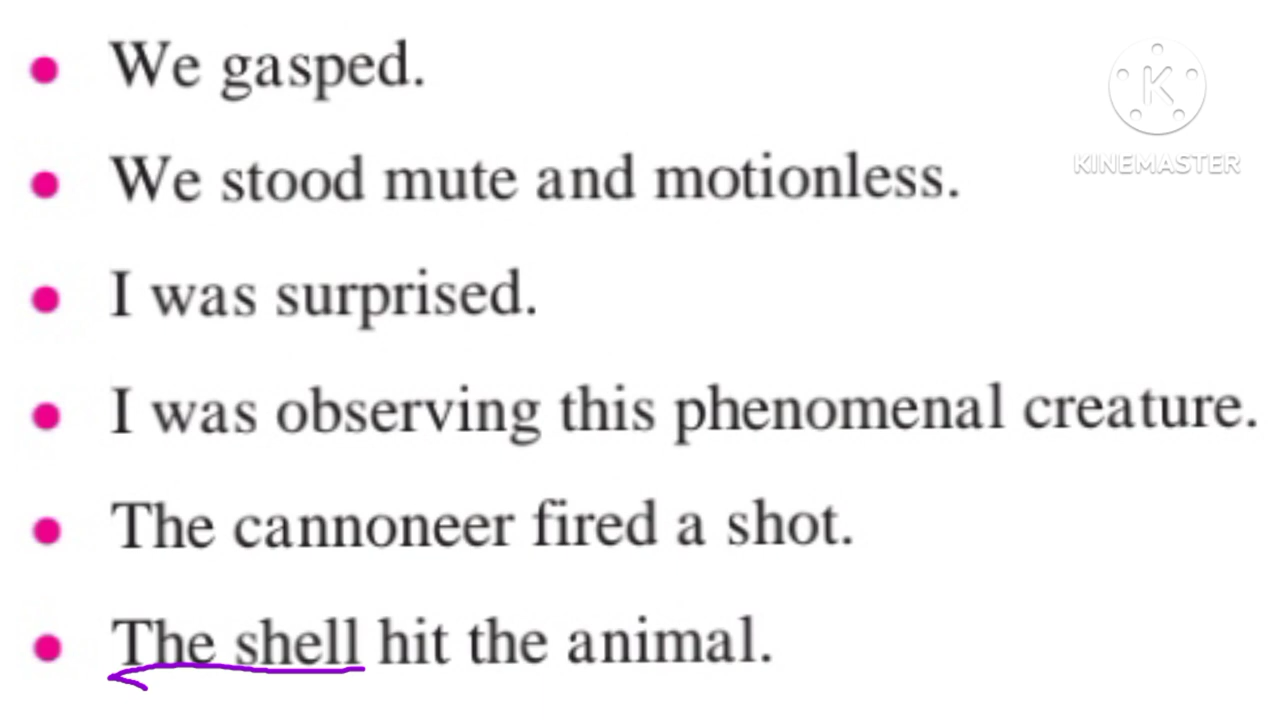 We gasped.
We stood mute and motionless.
I was surprised.
I was observing this phenomenal creature.
The cannoneer fired a shot.
The shell hit the animal.
K
KINEMASTER